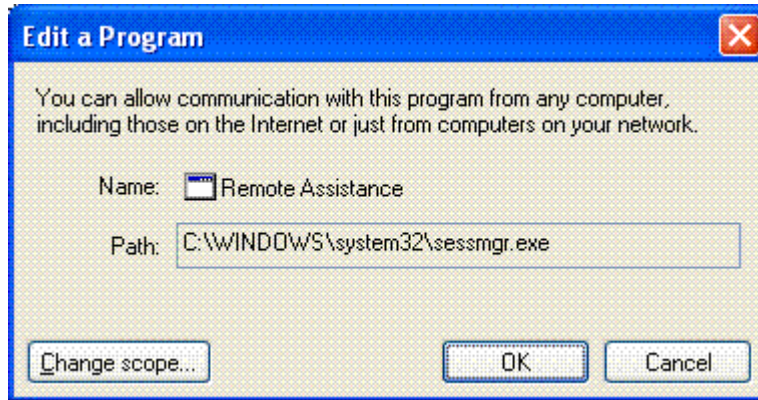 Edit a Program
You can allow communication with this program from any computer,
including those on the Internet or just from computers on your network.
Name: Remote Assistance
Path: C:\WINDOWS\system32\sessmgr.exe
Change scope... OK Cancel